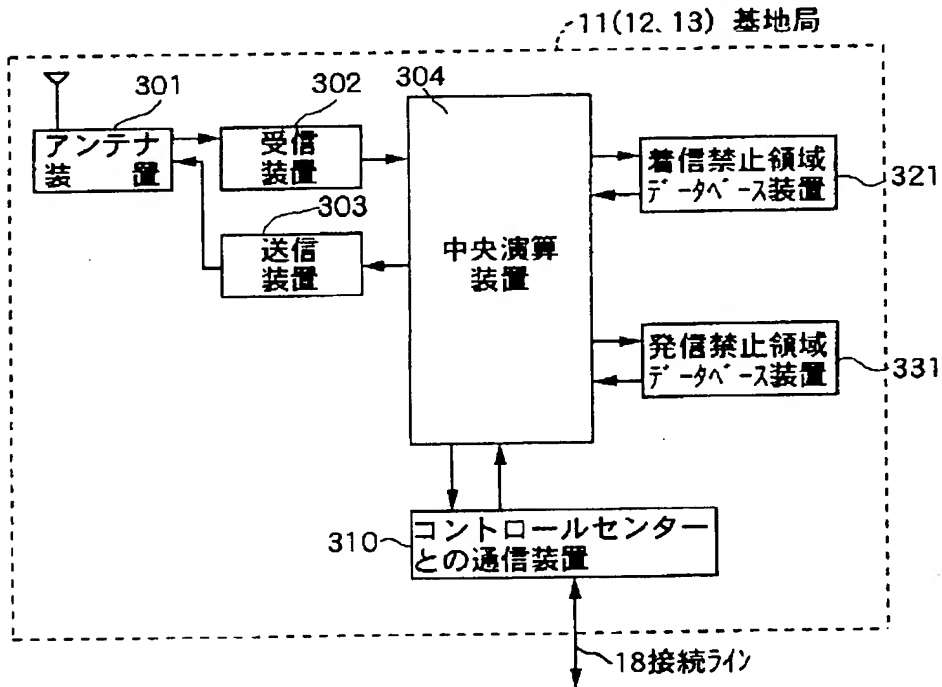 11(12、13) 基地局
301
アンテナ
装　置
302
受信
装置
303
送信
装置
304
中央演算
装置
着信禁止領域
ﾃﾞｰﾀﾍﾞｰｽ装置
321
発信禁止領域
ﾃﾞｰﾀﾍﾞｰｽ装置
331
310
コントロールセンター
との通信装置
18接続ﾗｲﾝ